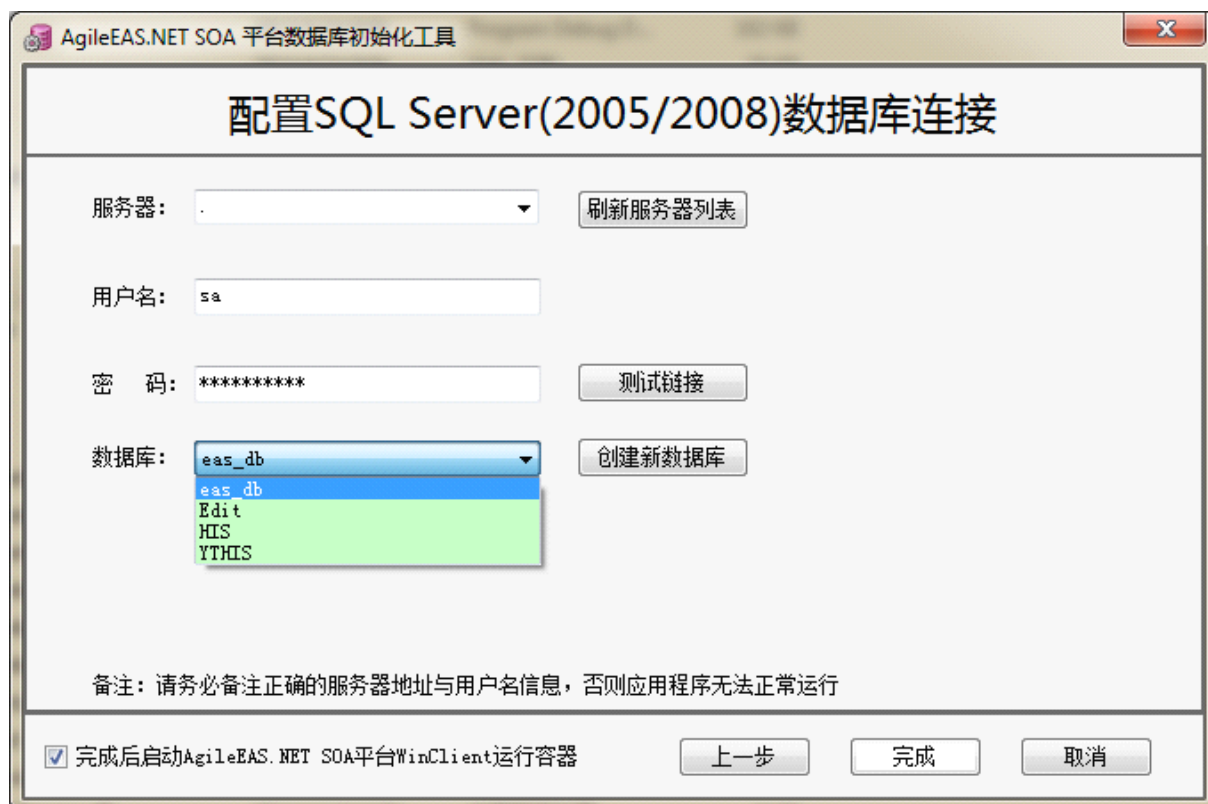 AgileEAS.NET SOA 平台数据库初始化工具
配置SQL Server(2005/2008)数据库连接
服务器： . 刷新服务器列表
用户名： sa
密 码： ********** 测试链接
数据库： eas_db 创建新数据库
eas_db
Edit
HIS
YTHIS
备注：请务必备注正确的服务器地址与用户名信息，否则应用程序无法正常运行
完成后启动AgileEAS.NET SOA平台WinClient运行容器 上一步 完成 取消